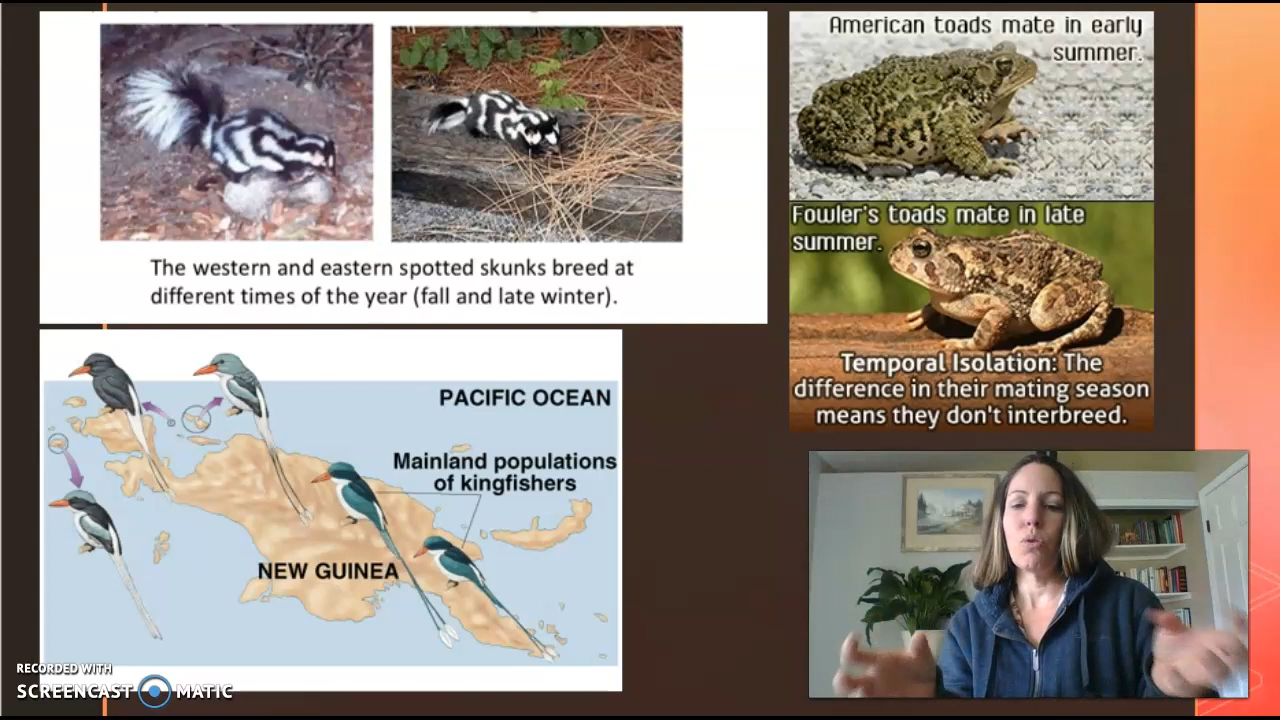 The western and eastern spotted skunks breed at
different times of the year (fall and late winter).
American toads mate in early
summer.
Fowler's toads mate in late
summer.
Temporal Isolation: The
difference in their mating season
means they don't interbreed.
PACIFIC OCEAN
Mainland populations
of kingfishers
NEW GUINEA
RECORDED WITH
SCREENCAST MATIC